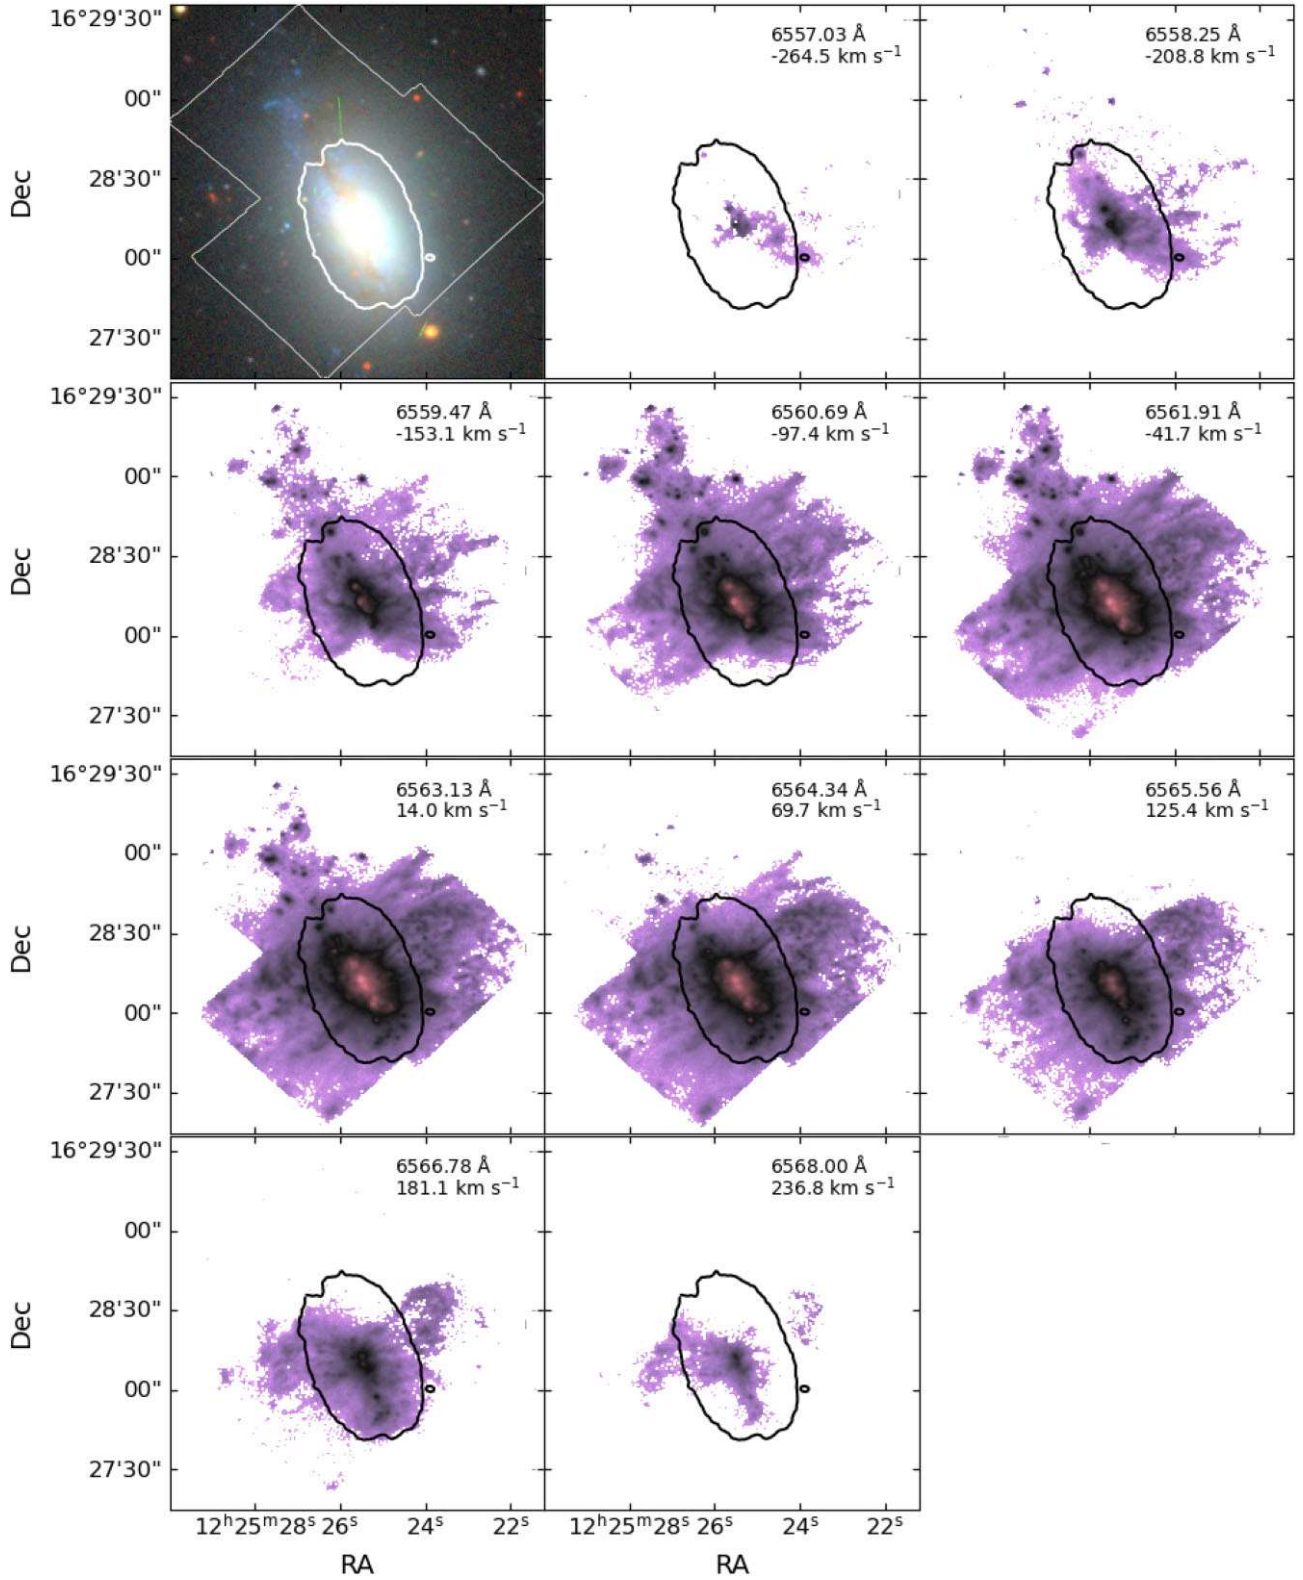 16°29'30"
00"
28'30"
00"
27'30"
Dec
6557.03 Å
-264.5 km s⁻¹
6558.25 Å
-208.8 km s⁻¹
16°29'30"
00"
28'30"
00"
27'30"
Dec
6559.47 Å
-153.1 km s⁻¹
6560.69 Å
-97.4 km s⁻¹
6561.91 Å
-41.7 km s⁻¹
16°29'30"
00"
28'30"
00"
27'30"
Dec
6563.13 Å
14.0 km s⁻¹
6564.34 Å
69.7 km s⁻¹
6565.56 Å
125.4 km s⁻¹
16°29'30"
00"
28'30"
00"
27'30"
Dec
6566.78 Å
181.1 km s⁻¹
6568.00 Å
236.8 km s⁻¹
12ʰ25ᵐ28ˢ 26ˢ 24ˢ 22ˢ
12ʰ25ᵐ28ˢ 26ˢ 24ˢ 22ˢ
RA
RA